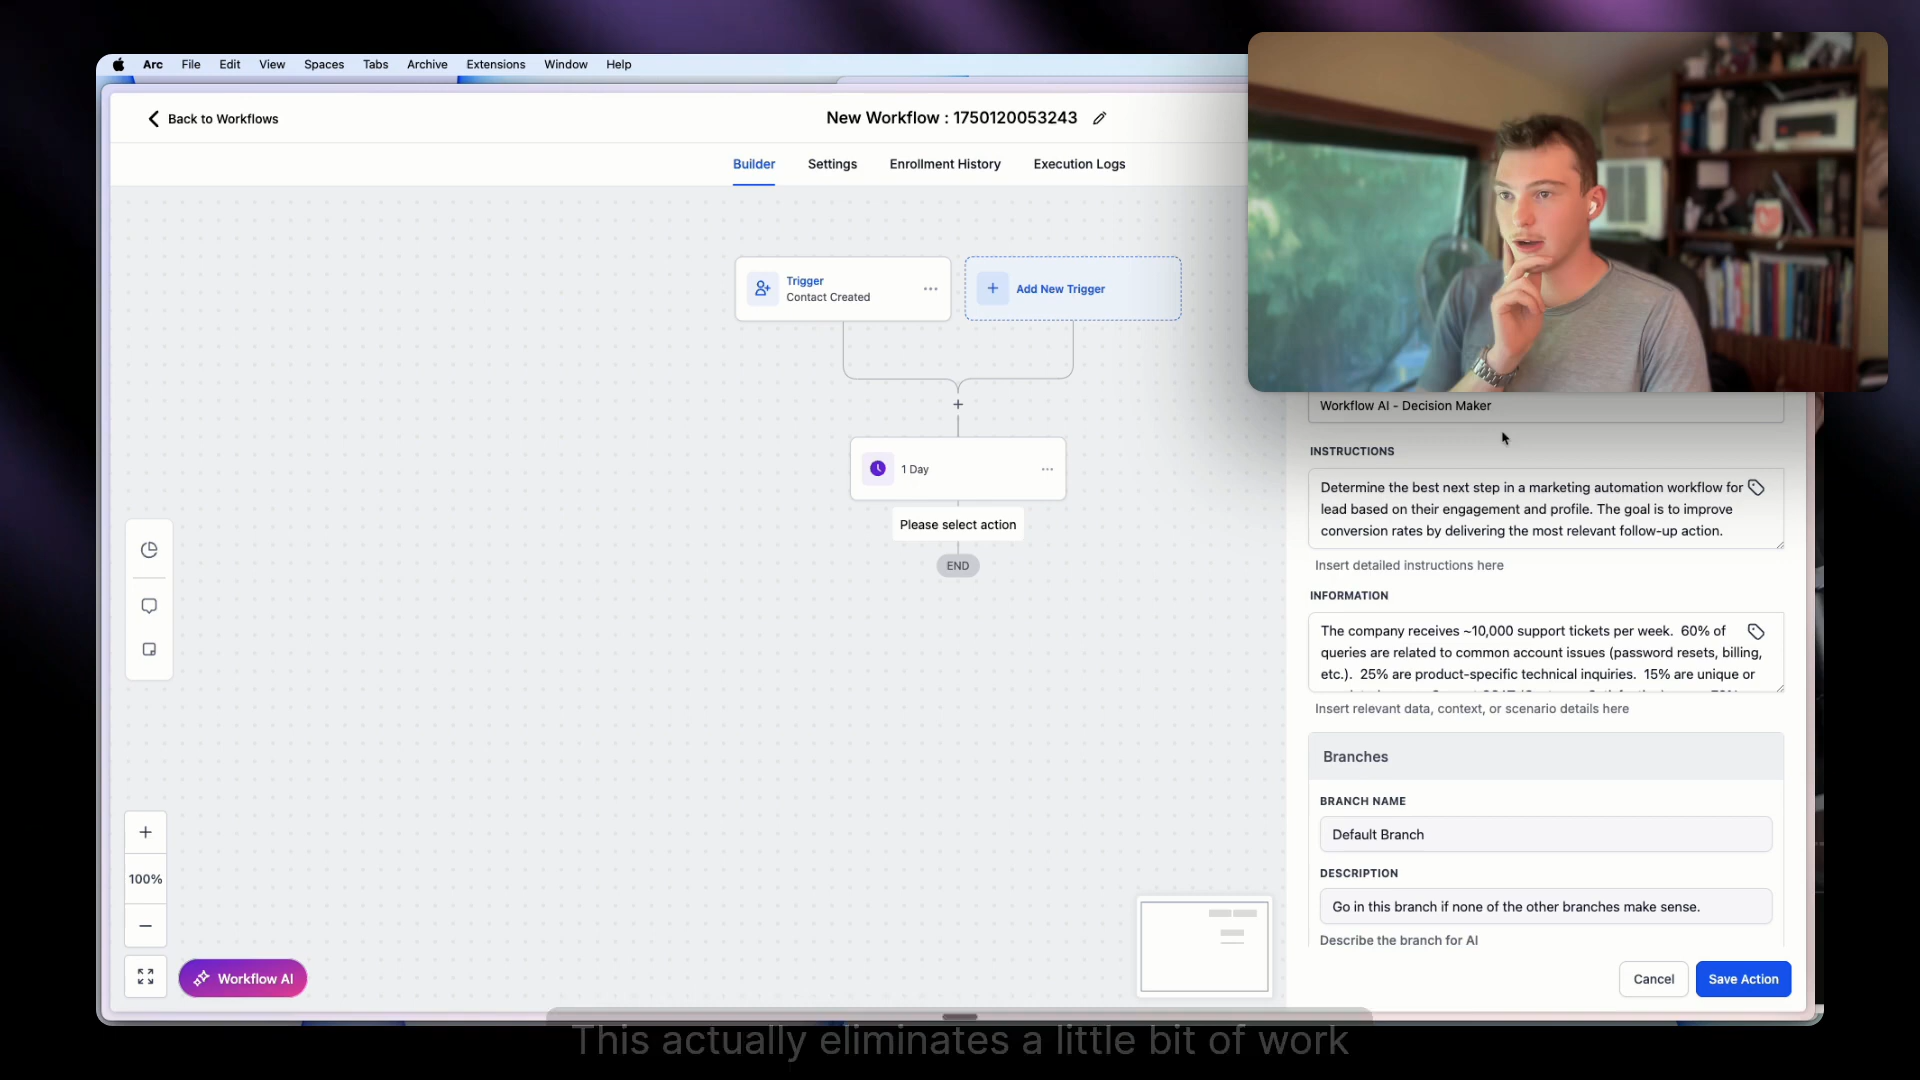 Arc File Edit View Spaces Tabs Archive Extensions Window Help
Back to Workflows
New Workflow : 1750120053243
Builder Settings Enrollment History Execution Logs
Trigger
Contact Created
Add New Trigger
1 Day
Please select action
END
Workflow AI - Decision Maker
INSTRUCTIONS
Determine the best next step in a marketing automation workflow for
lead based on their engagement and profile. The goal is to improve
conversion rates by delivering the most relevant follow-up action.
Insert detailed instructions here
INFORMATION
The company receives ~10,000 support tickets per week. 60% of
queries are related to common account issues (password resets, billing,
etc.). 25% are product-specific technical inquiries. 15% are unique or
Insert relevant data, context, or scenario details here
Branches
BRANCH NAME
Default Branch
DESCRIPTION
Go in this branch if none of the other branches make sense.
Describe the branch for AI
Cancel Save Action
100%
Workflow AI
This actually eliminates a little bit of work